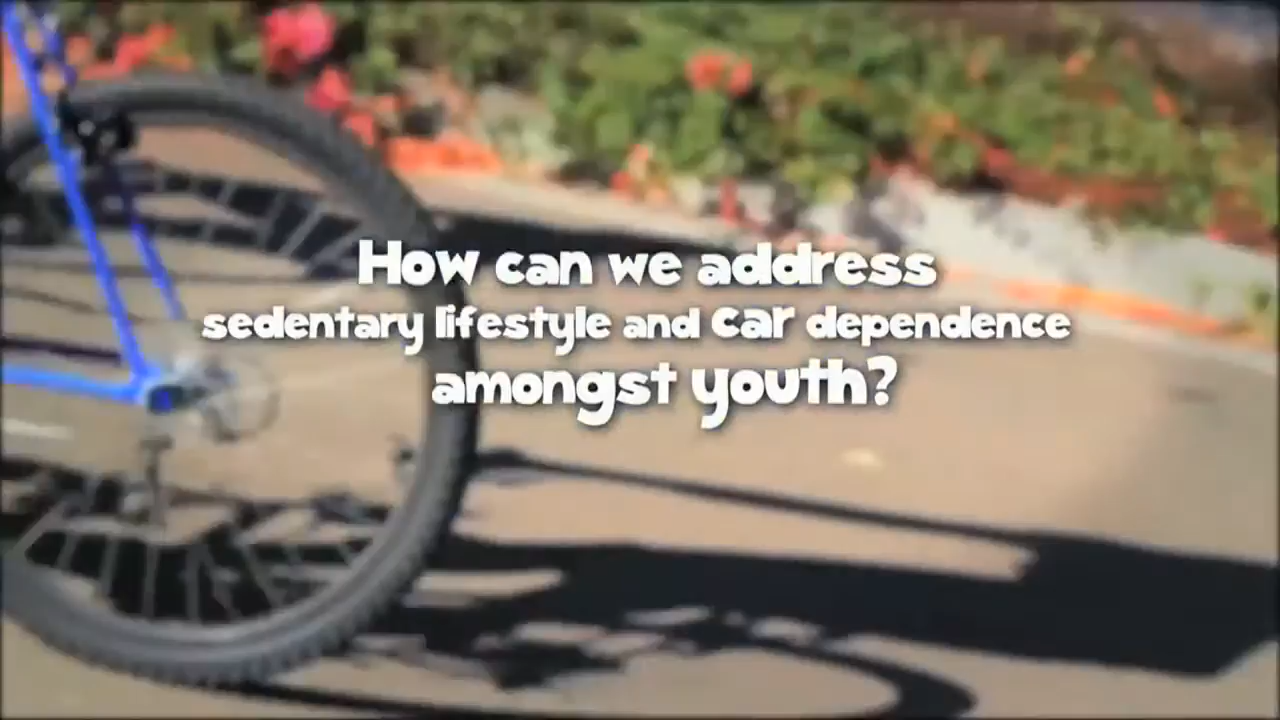 How can we address
sedentary lifestyle and car dependence
amongst youth?